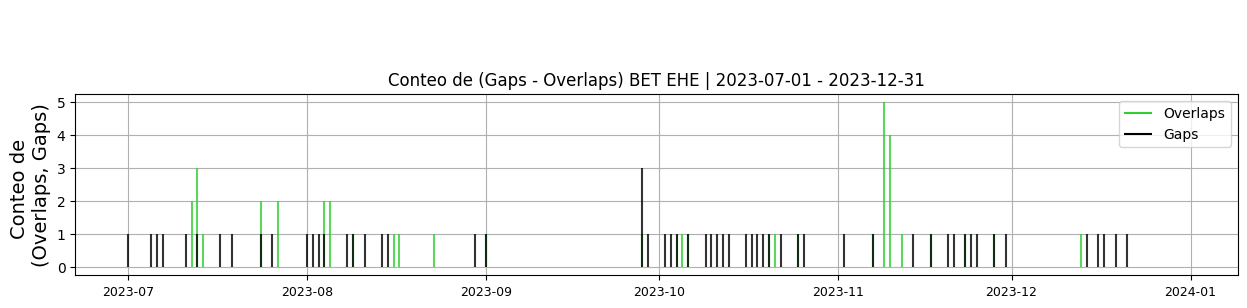 Conteo de (Gaps - Overlaps) BET EHE | 2023-07-01 - 2023-12-31
Conteo de
(Overlaps, Gaps)
5
4
3
2
1
0
Overlaps
Gaps
2023-07
2023-08
2023-09
2023-10
2023-11
2023-12
2024-01